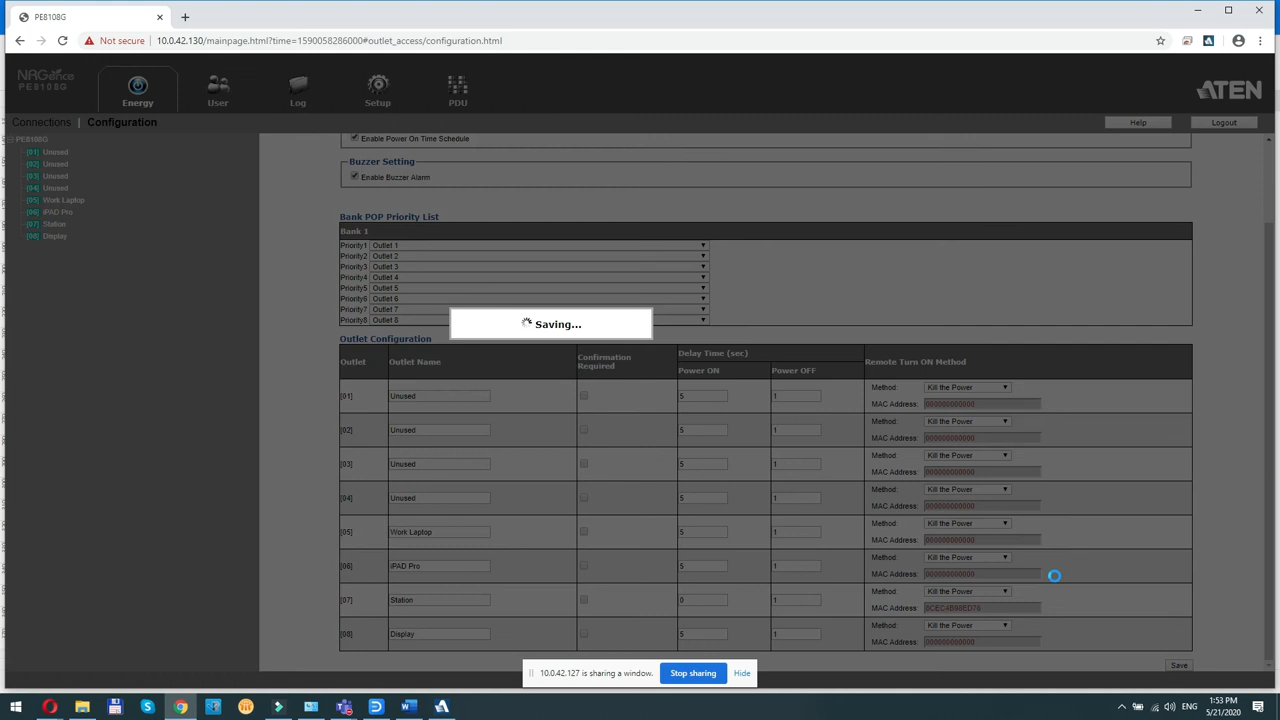 PE8108G
Not secure 10.0.42.130/mainpage.html?time=1590058286000#outlet_access/configuration.html
PE8108G
Energy User Log Setup PDU
ATEN
Connections | Configuration Help Logout
PE8108G
[01] Unused
[02] Unused
[03] Unused
[04] Unused
[05] Work Laptop
[06] iPAD Pro
[07] Station
[08] Display
Enable Power On Time Schedule
Buzzer Setting
Enable Buzzer Alarm
Bank POP Priority List
Bank 1
Priority1 Outlet 1
Priority2 Outlet 2
Priority3 Outlet 3
Priority4 Outlet 4
Priority5 Outlet 5
Priority6 Outlet 6
Priority7 Outlet 7
Priority8 Outlet 8
Saving...
Outlet Configuration
Outlet Outlet Name Confirmation Required Delay Time (sec) Remote Turn ON Method
Power ON Power OFF
[01] Unused 5 1 Method: Kill the Power
MAC Address: 000000000000
[02] Unused 5 1 Method: Kill the Power
MAC Address: 000000000000
[03] Unused 5 1 Method: Kill the Power
MAC Address: 000000000000
[04] Unused 5 1 Method: Kill the Power
MAC Address: 000000000000
[05] Work Laptop 5 1 Method: Kill the Power
MAC Address: 000000000000
[06] iPAD Pro 5 1 Method: Kill the Power
MAC Address: 000000000000
[07] Station 0 1 Method: Kill the Power
MAC Address:
[08] Display 5 1 Method: Kill the Power
MAC Address: 000000000000
Save
10.0.42.127 is sharing a window. Stop sharing Hide
ENG
1:53 PM
5/21/2020